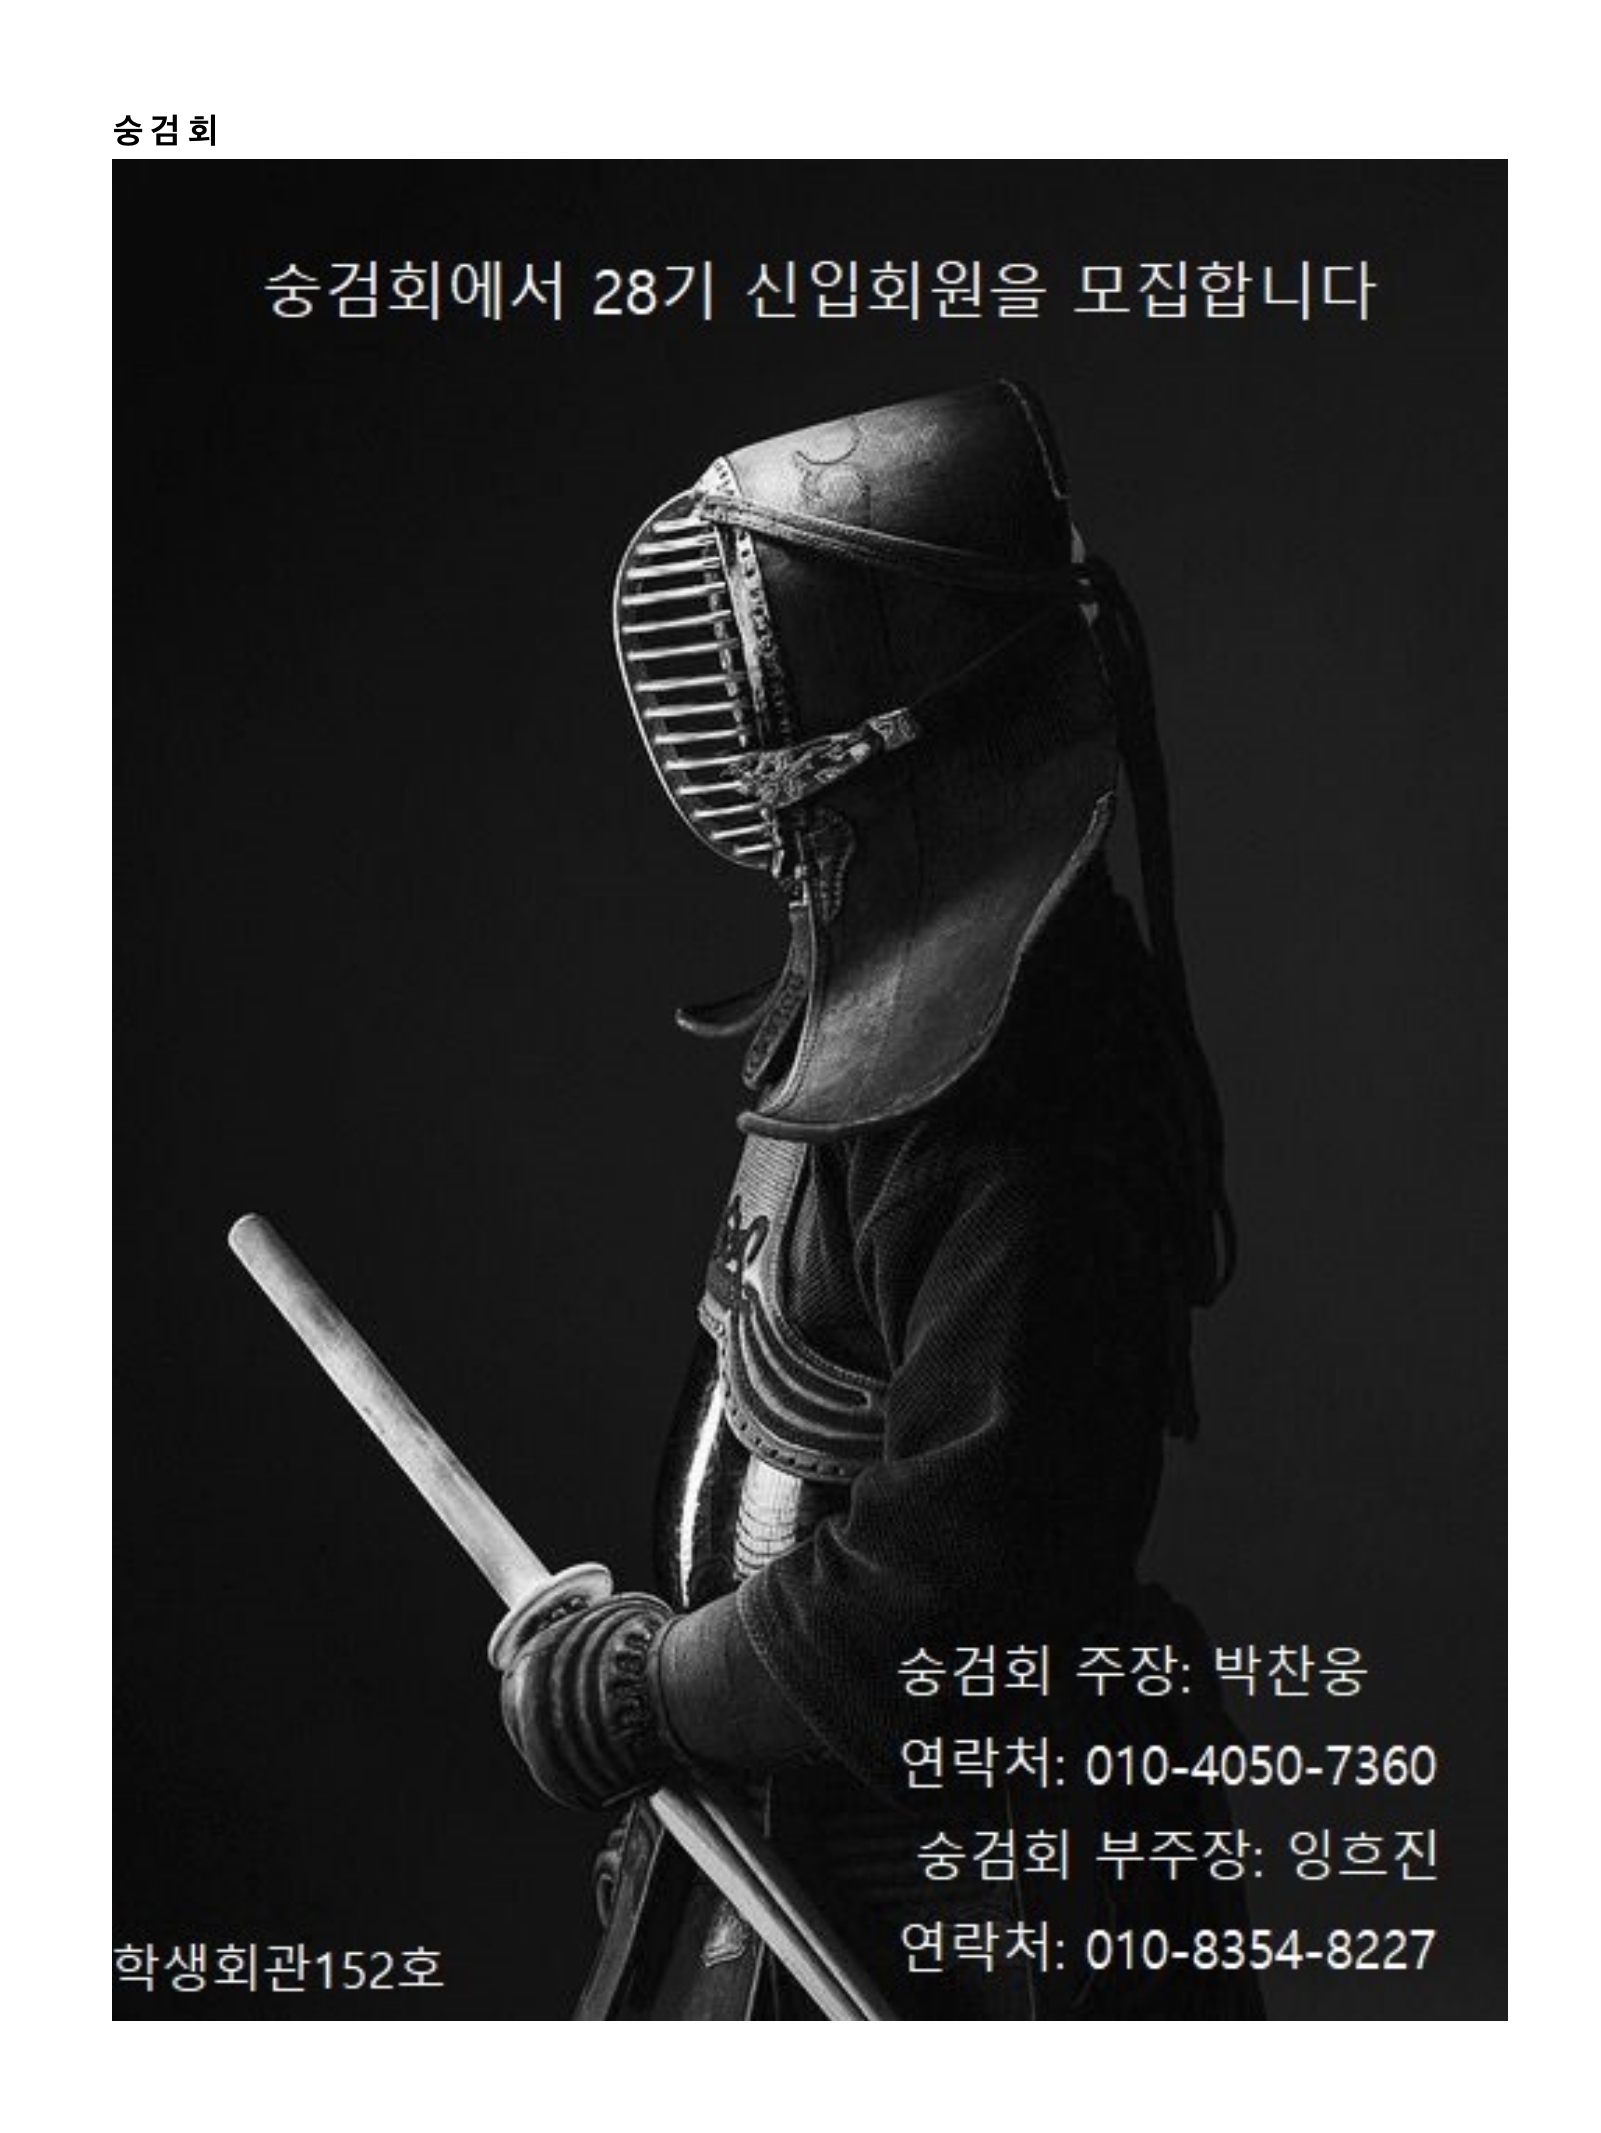 숭검회
숭검회에서 28기 신입회원을 모집합니다
숭검회 주장: 박찬웅
연락처: 010-4050-7360
숭검회 부주장: 잉흐진
연락처: 010-8354-8227
학생회관152호